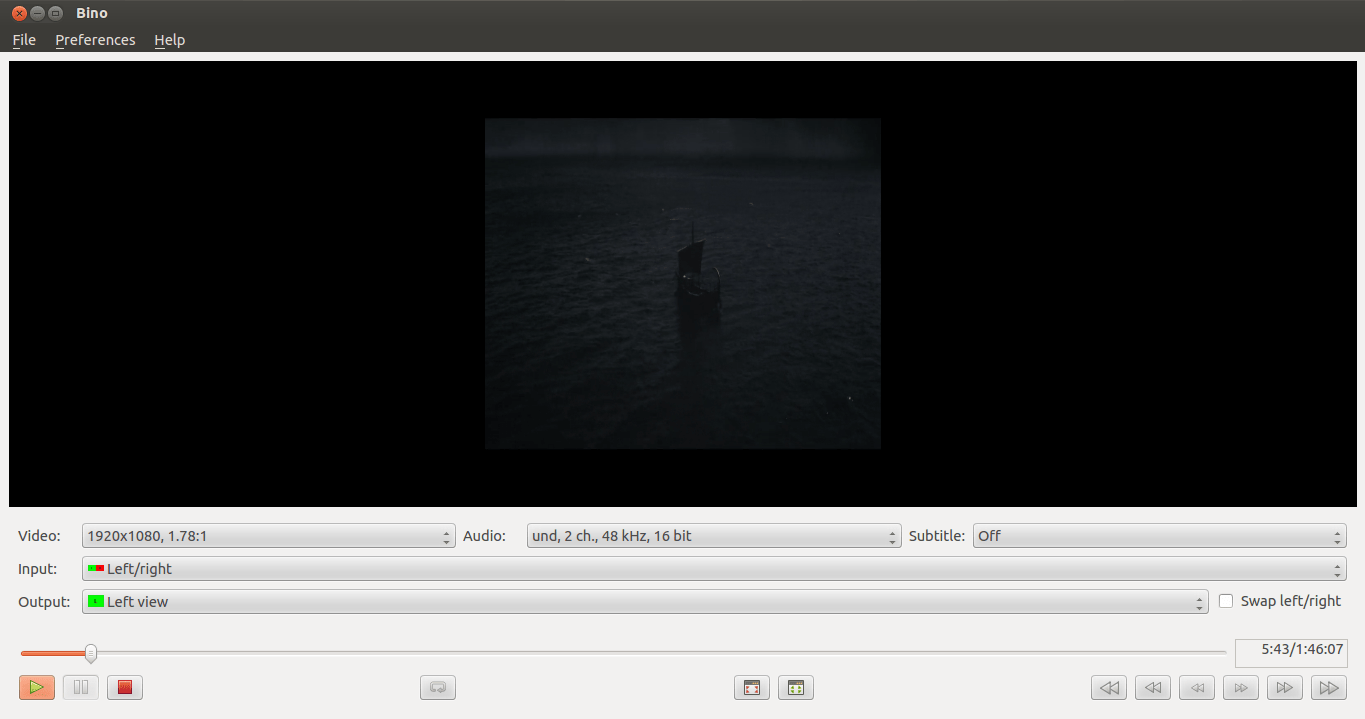 Bino
File Preferences Help
Video: 1920x1080, 1.78:1 Audio: und, 2 ch., 48 kHz, 16 bit Subtitle: Off
Input: Left/right
Output: Left view Swap left/right
5:43/1:46:07